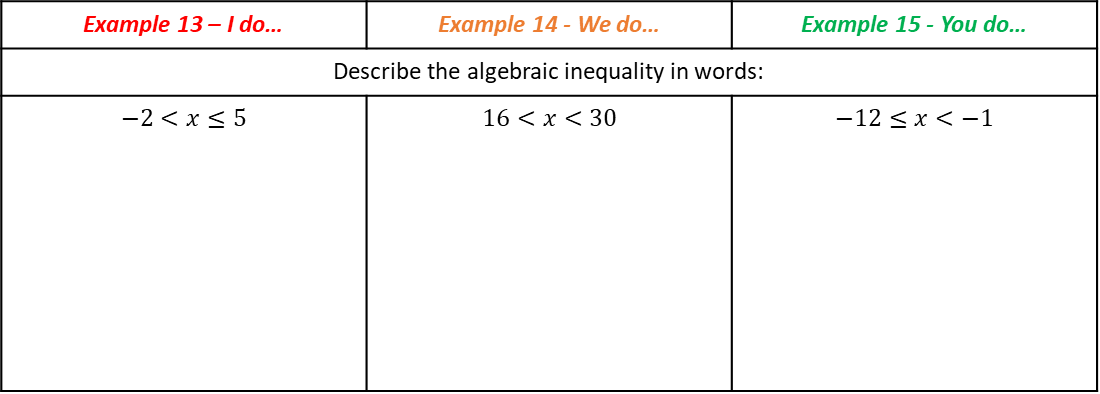 Example 13 – I do...
Example 14 - We do...
Example 15 - You do...
Describe the algebraic inequality in words:
−2 < x ≤ 5
16 < x < 30
−12 ≤ x < −1